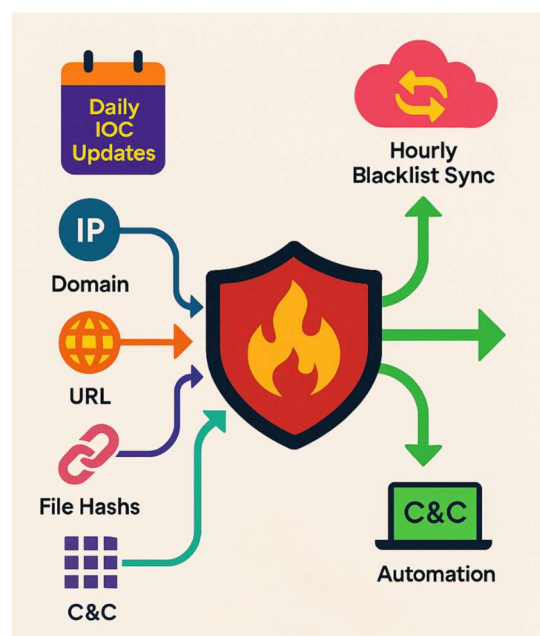 Daily
IOC
Updates
Hourly
Blacklist Sync
IP
Domain
URL
File Hashs
C&C
C&C
Automation